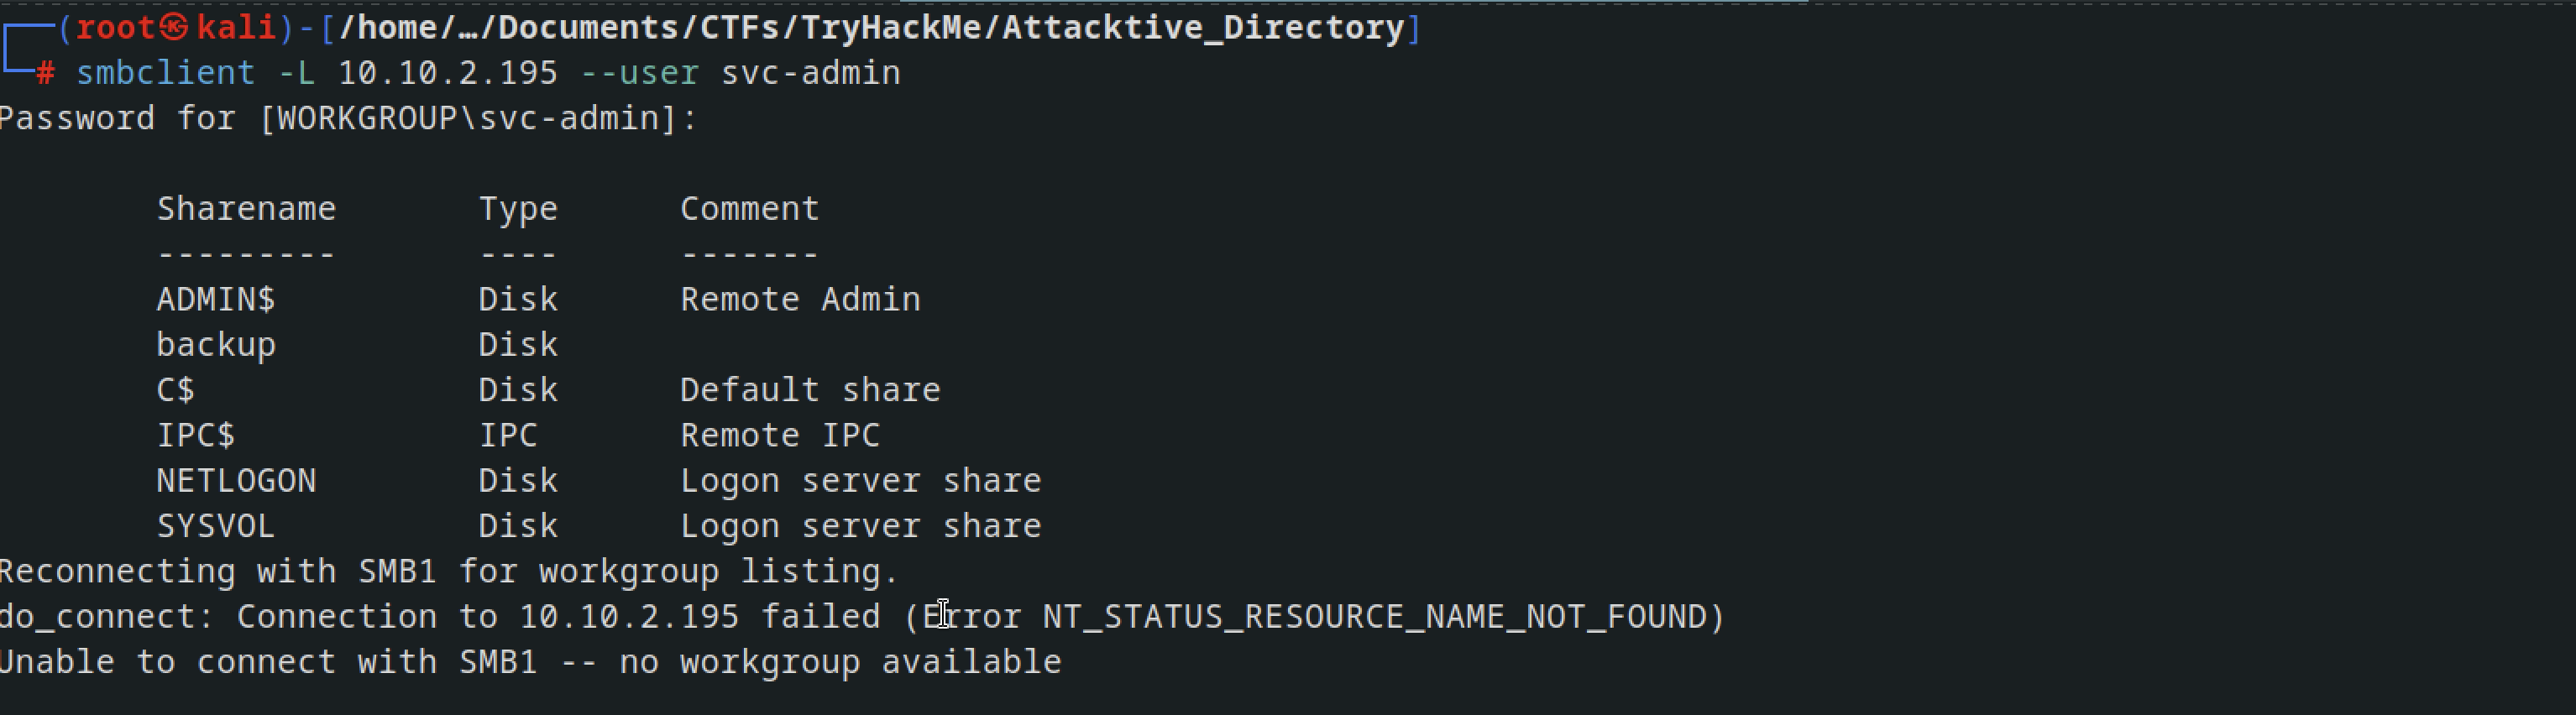 ┌──(root㉿kali)-[/home/…/Documents/CTFs/TryHackMe/Attacktive_Directory]
└─# smbclient -L 10.10.2.195 --user svc-admin
Password for [WORKGROUP\svc-admin]:
Sharename       Type      Comment
---------       ----      -------
ADMIN$          Disk      Remote Admin
backup          Disk
C$              Disk      Default share
IPC$            IPC       Remote IPC
NETLOGON        Disk      Logon server share
SYSVOL          Disk      Logon server share
Reconnecting with SMB1 for workgroup listing.
do_connect: Connection to 10.10.2.195 failed (Error NT_STATUS_RESOURCE_NAME_NOT_FOUND)
Unable to connect with SMB1 -- no workgroup available